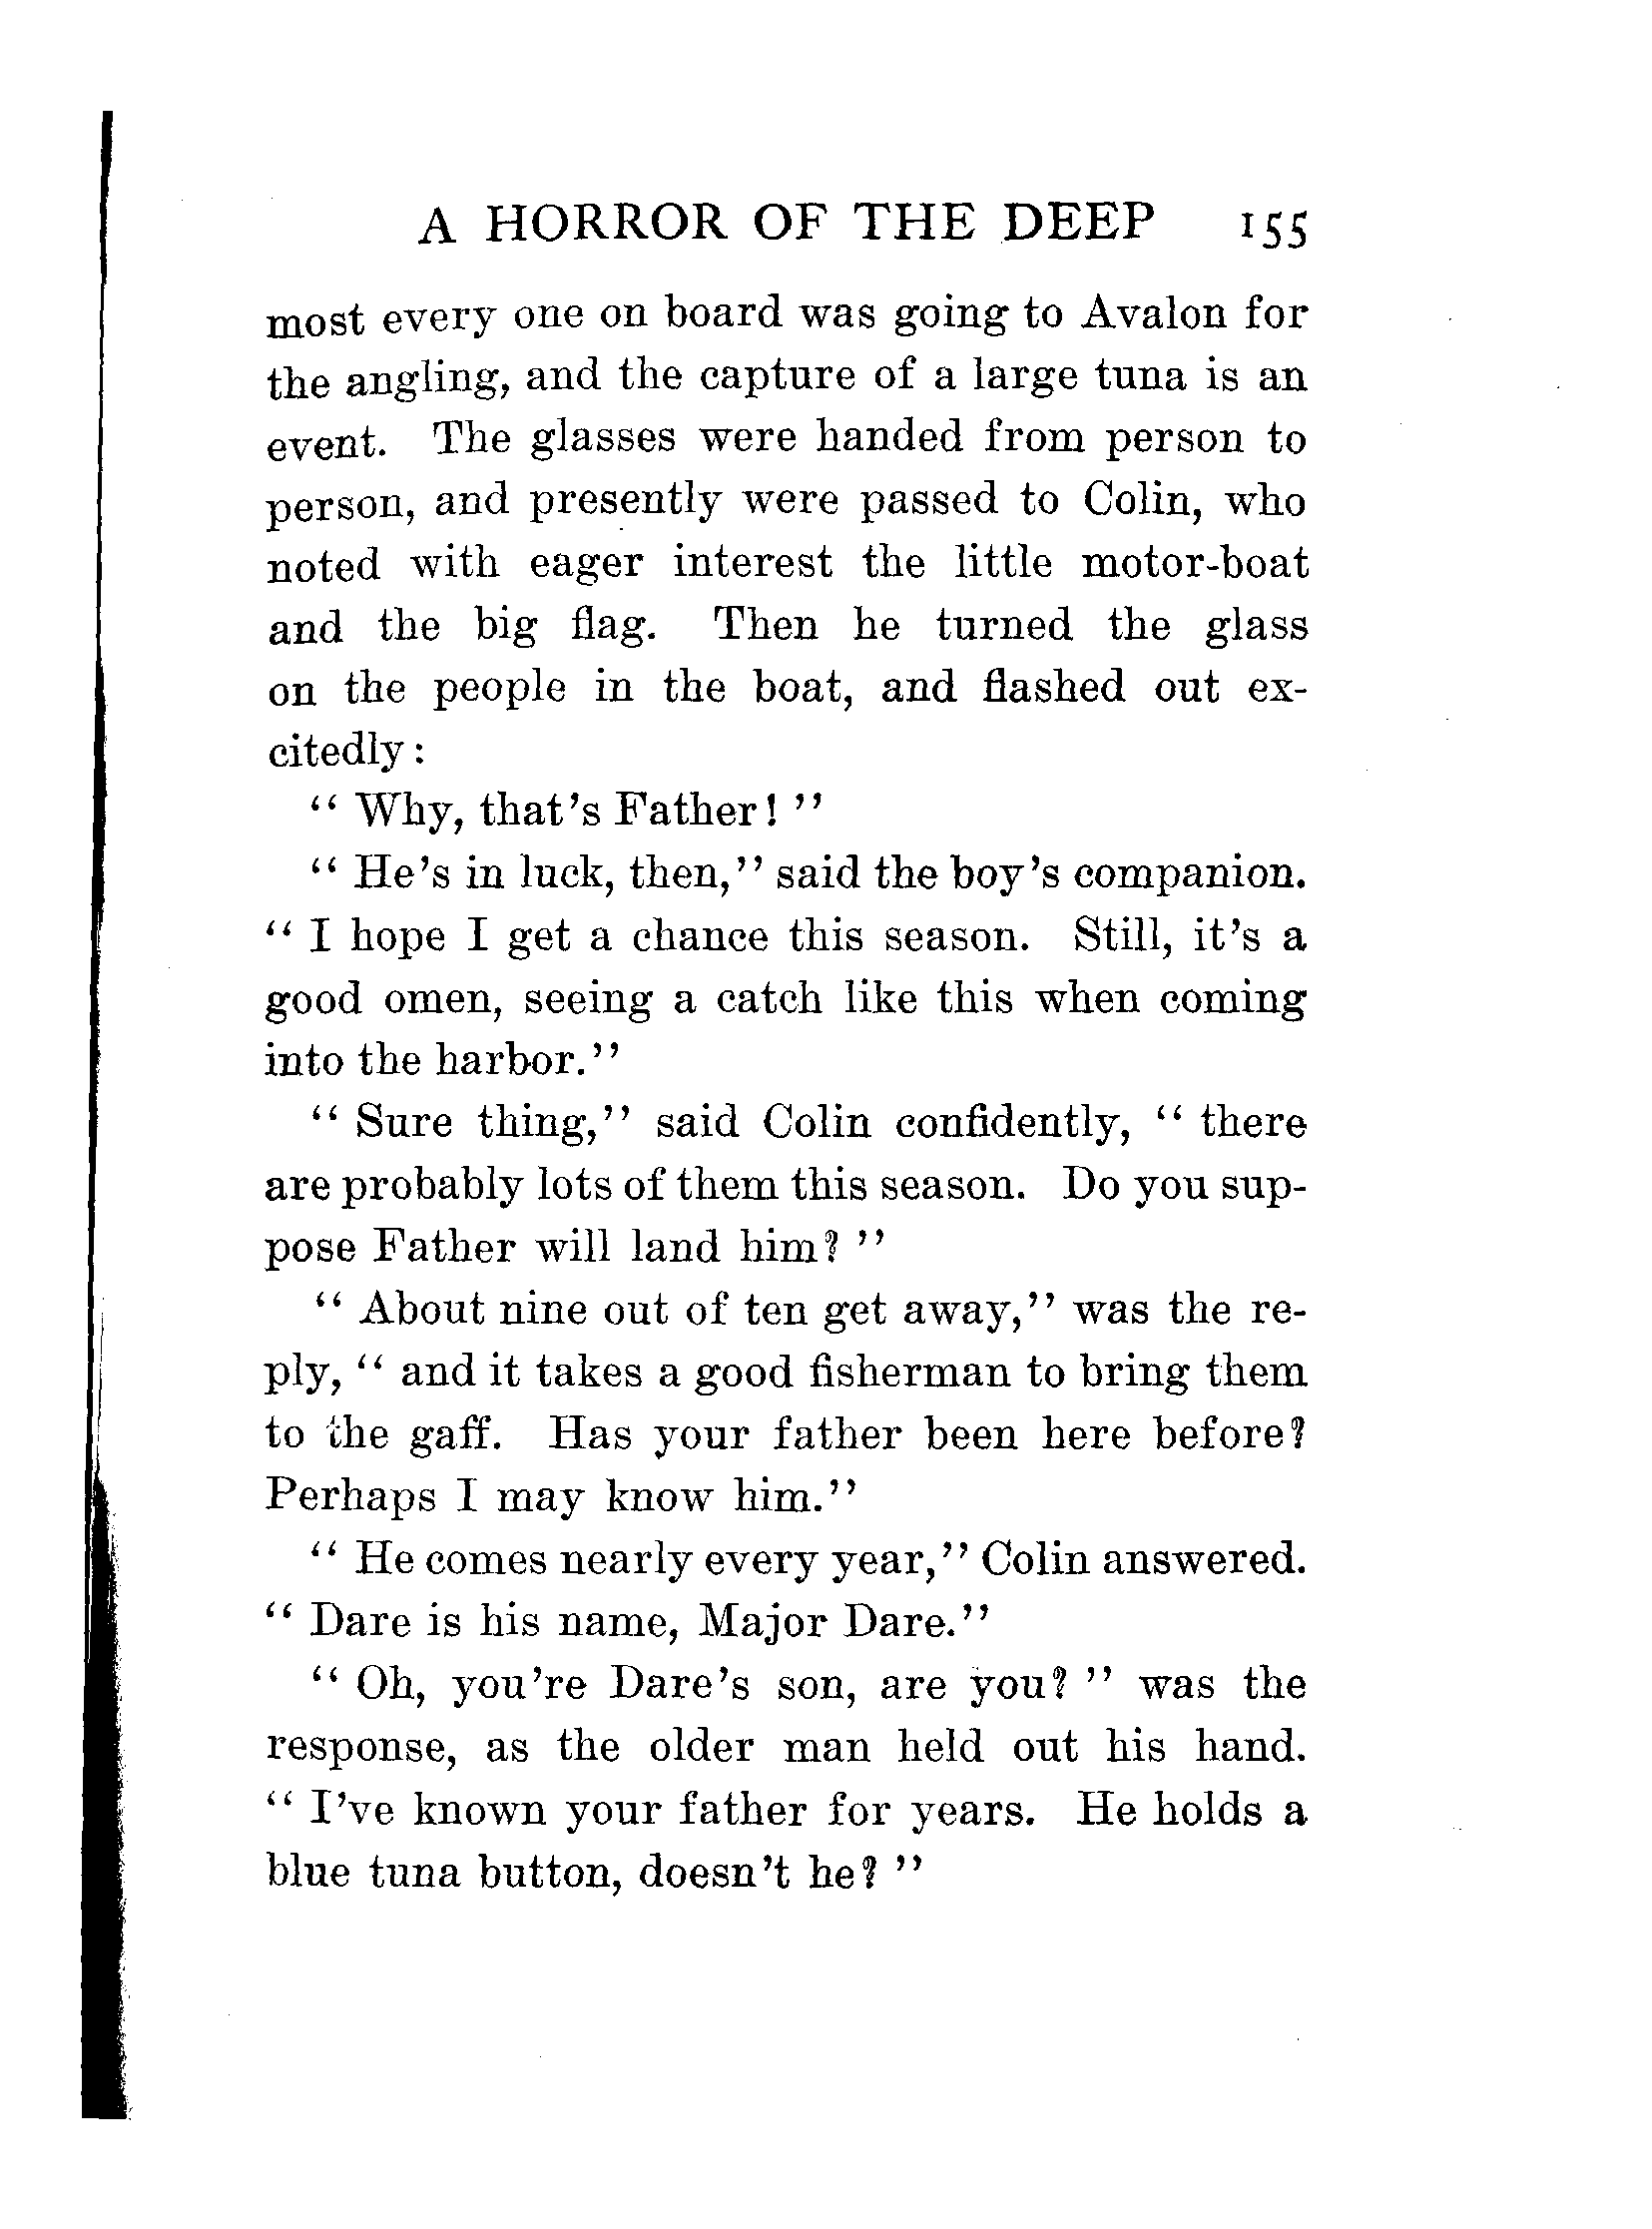 A HORROR OF THE DEEP 155
most every one on board was going to Avalon for
the angling, and the capture of a large tuna is an
event. The glasses were handed from person to
person, and presently were passed to Colin, who
noted with eager interest the little motor-boat
and the big flag. Then he turned the glass
on the people in the boat, and flashed out ex-
citedly:
“ Why, that’s Father! ”
“ He’s in luck, then,” said the boy’s companion.
“ I hope I get a chance this season. Still, it’s a
good omen, seeing a catch like this when coming
into the harbor.”
“ Sure thing,” said Colin confidently, “ there
are probably lots of them this season. Do you sup-
pose Father will land him? ”
“ About nine out of ten get away,” was the re-
ply, “ and it takes a good fisherman to bring them
to the gaff. Has your father been here before?
Perhaps I may know him.”
“ He comes nearly every year,” Colin answered.
“ Dare is his name, Major Dare.”
“ Oh, you’re Dare’s son, are you? ” was the
response, as the older man held out his hand.
“ I’ve known your father for years. He holds a
blue tuna button, doesn’t he? ”